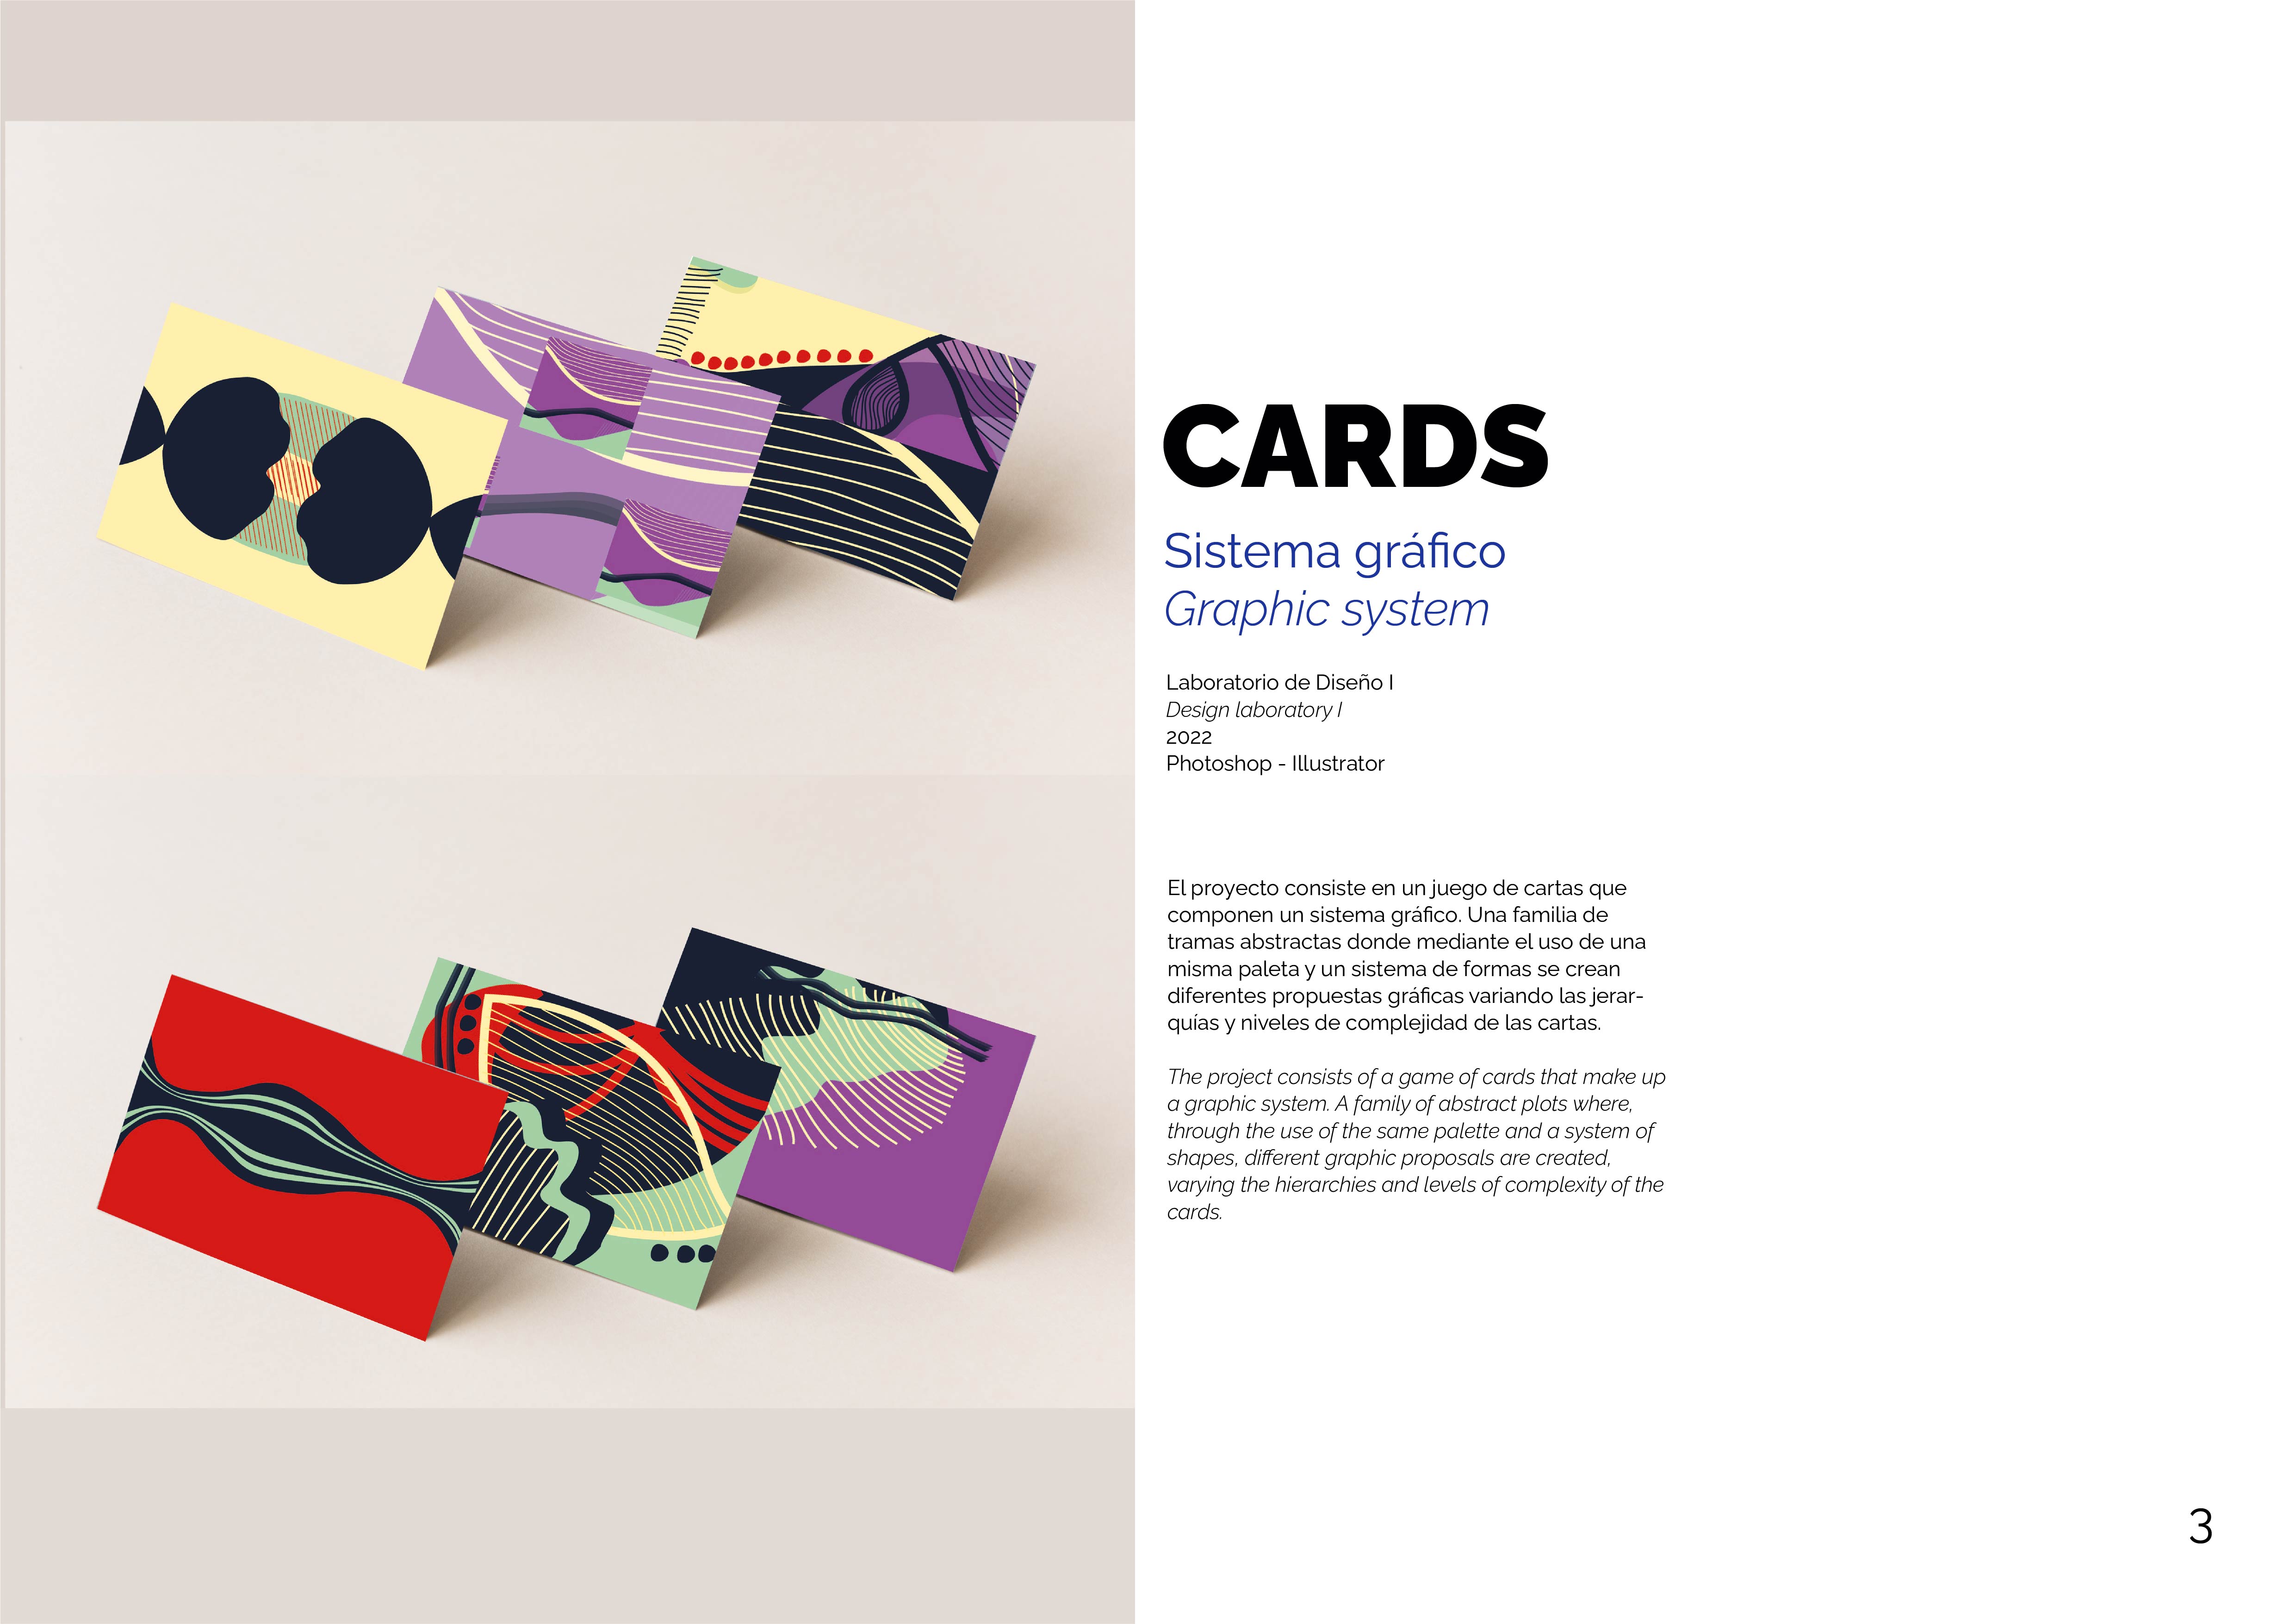 CARDS
Sistema gráfico
Graphic system
Laboratorio de Diseño I
Design laboratory I
2022
Photoshop - Illustrator
El proyecto consiste en un juego de cartas que
componen un sistema gráfico. Una familia de
tramas abstractas donde mediante el uso de una
misma paleta y un sistema de formas se crean
diferentes propuestas gráficas variando las jerar-
quías y niveles de complejidad de las cartas.
The project consists of a game of cards that make up
a graphic system. A family of abstract plots where,
through the use of the same palette and a system of
shapes, different graphic proposals are created,
varying the hierarchies and levels of complexity of the
cards.
3